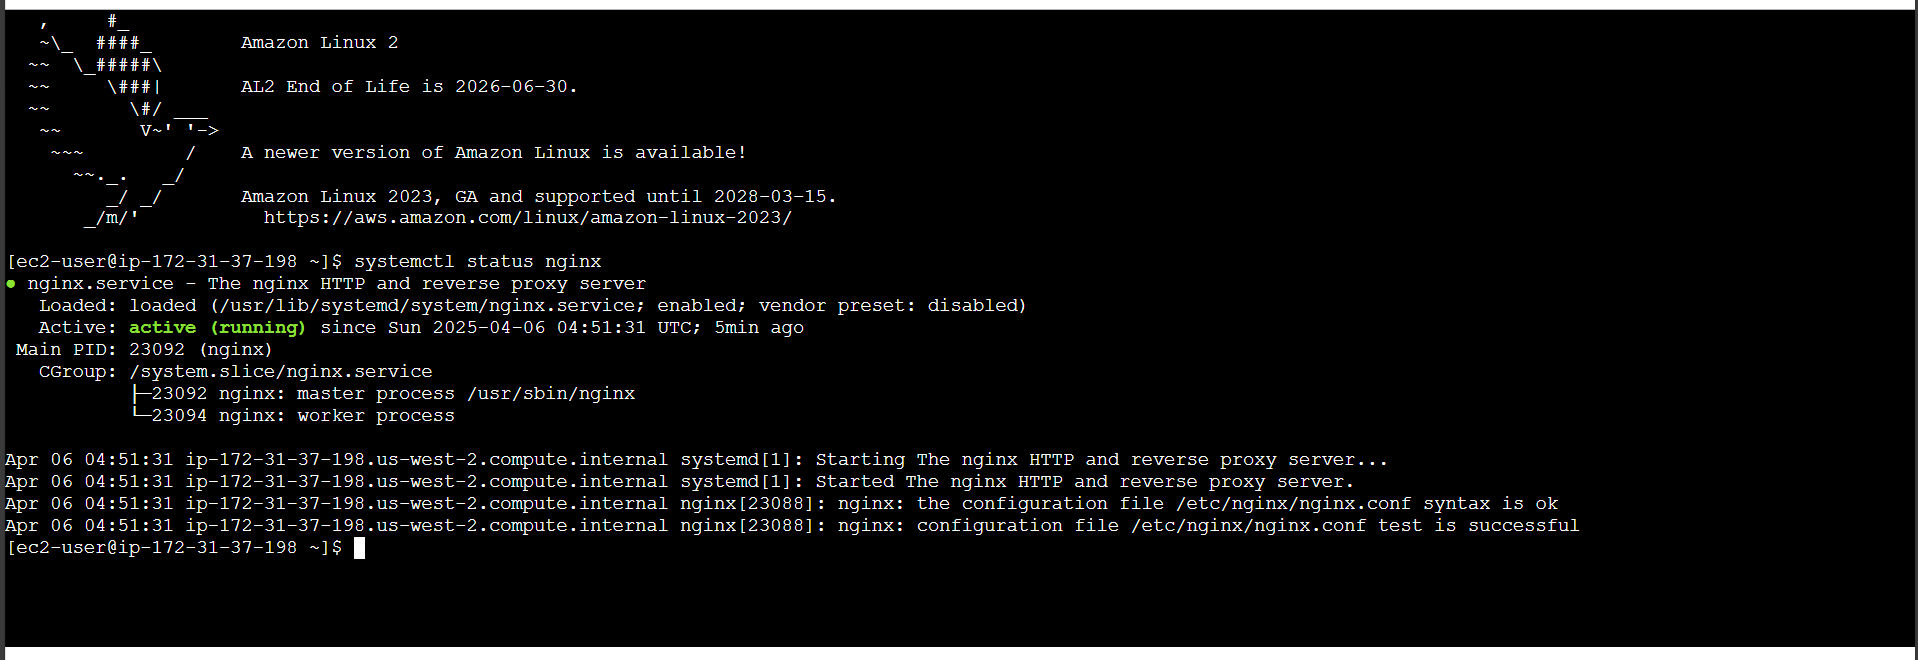 ,     #_
   ~\_  ####_        Amazon Linux 2
  ~~  \_#####\
  ~~     \###|       AL2 End of Life is 2026-06-30.
  ~~       \#/ ___
   ~~       V~' '->
    ~~~         /    A newer version of Amazon Linux is available!
      ~~._.   _/
         _/ _/       Amazon Linux 2023, GA and supported until 2028-03-15.
       _/m/'           https://aws.amazon.com/linux/amazon-linux-2023/
[ec2-user@ip-172-31-37-198 ~]$ systemctl status nginx
● nginx.service - The nginx HTTP and reverse proxy server
   Loaded: loaded (/usr/lib/systemd/system/nginx.service; enabled; vendor preset: disabled)
   Active: active (running) since Sun 2025-04-06 04:51:31 UTC; 5min ago
 Main PID: 23092 (nginx)
   CGroup: /system.slice/nginx.service
           ├─23092 nginx: master process /usr/sbin/nginx
           └─23094 nginx: worker process
Apr 06 04:51:31 ip-172-31-37-198.us-west-2.compute.internal systemd[1]: Starting The nginx HTTP and reverse proxy server...
Apr 06 04:51:31 ip-172-31-37-198.us-west-2.compute.internal systemd[1]: Started The nginx HTTP and reverse proxy server.
Apr 06 04:51:31 ip-172-31-37-198.us-west-2.compute.internal nginx[23088]: nginx: the configuration file /etc/nginx/nginx.conf syntax is ok
Apr 06 04:51:31 ip-172-31-37-198.us-west-2.compute.internal nginx[23088]: nginx: configuration file /etc/nginx/nginx.conf test is successful
[ec2-user@ip-172-31-37-198 ~]$